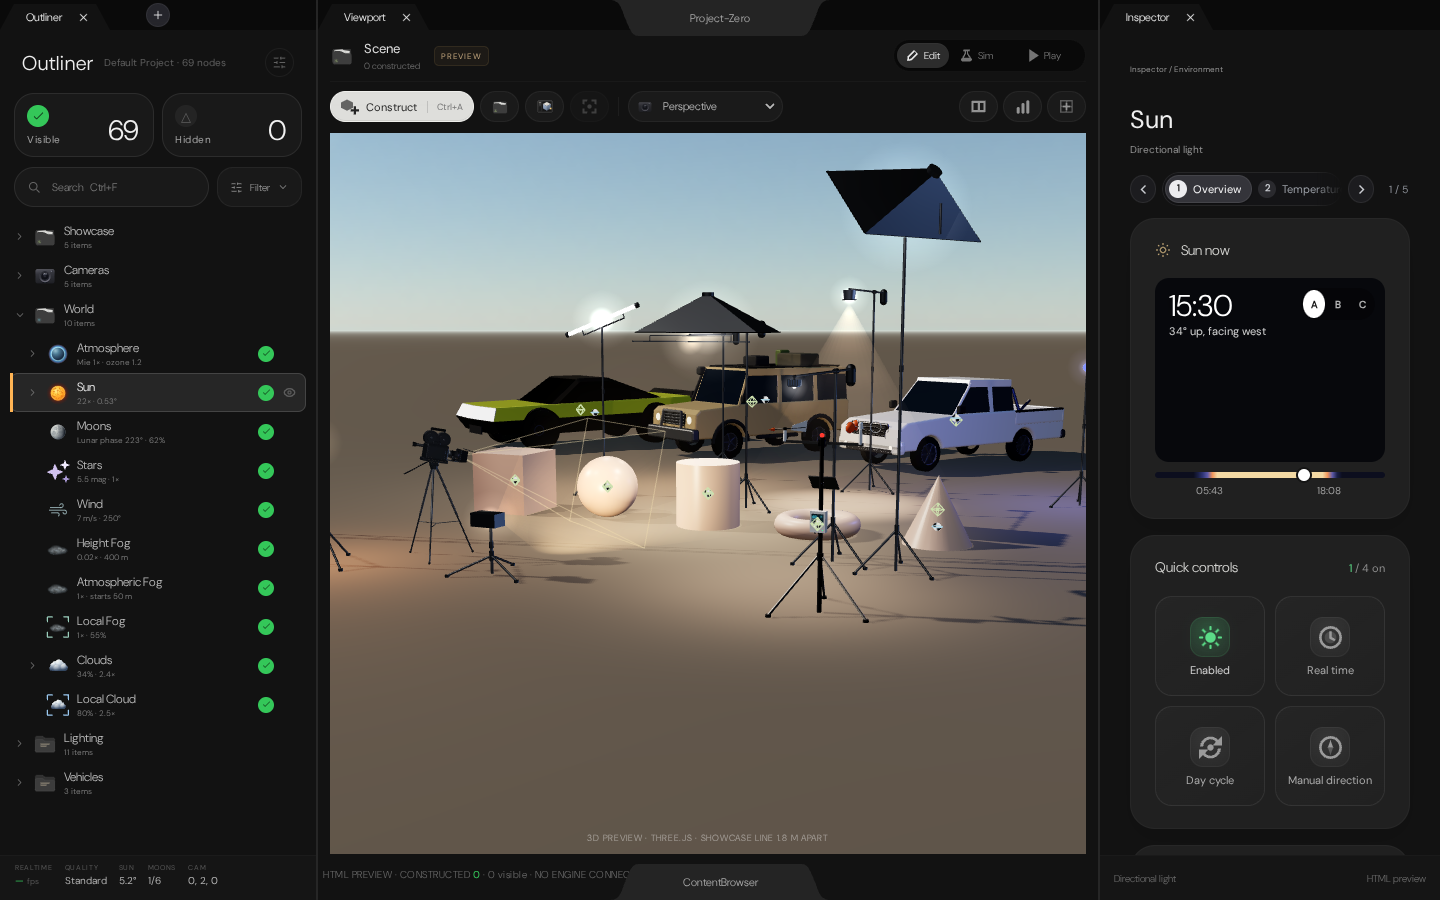 Outliner
Viewport
Project-Zero
Inspector
Outliner
Default Project · 69 nodes
Visible
69
Hidden
0
Search Ctrl+F
Filter
Showcase
5 items
Cameras
5 items
World
10 items
Atmosphere
Mie 1× · ozone 1.2
Sun
22× · 0.53°
Moons
Lunar phase 223° · 62%
Stars
5.5 mag · 1×
Wind
7 m/s · 250°
Height Fog
0.02× · 400 m
Atmospheric Fog
1× · starts 50 m
Local Fog
1× · 55%
Clouds
34% · 2.4×
Local Cloud
80% · 2.5×
Lighting
11 items
Vehicles
3 items
REALTIME
— fps
QUALITY
Standard
SUN
5.2°
MOONS
1/6
CAM
0, 2, 0
Scene
0 constructed
PREVIEW
Edit
Sim
Play
Construct
Ctrl+A
Perspective
3D PREVIEW · THREE.JS · SHOWCASE LINE 1.8 M APART
HTML PREVIEW · CONSTRUCTED 0 · 0 visible · NO ENGINE CONNEC
ContentBrowser
Inspector / Environment
Sun
Directional light
1 Overview
2 Temperatur
1 / 5
Sun now
15:30
34° up, facing west
A
B
C
05:43
18:08
Quick controls
1 / 4 on
Enabled
Real time
Day cycle
Manual direction
Directional light
HTML preview